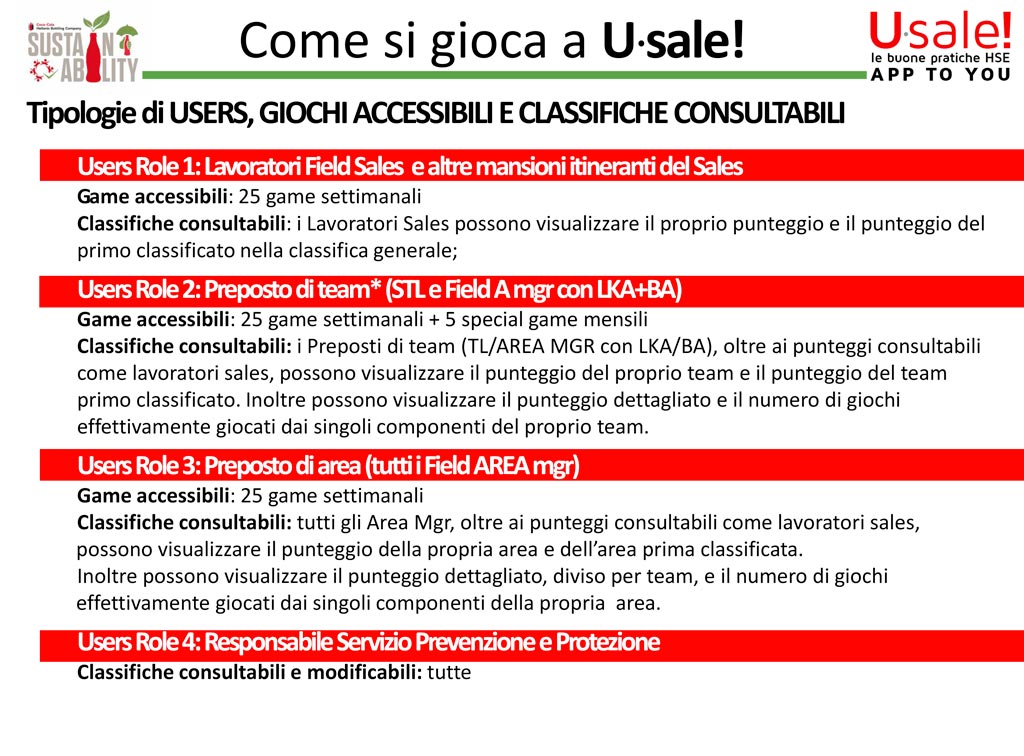 Coca-Cola
Hellenic Bottling Company
SUSTAIN
ABILITY
Come si gioca a U·sale!
U·sale!
le buone pratiche HSE
APP TO YOU
Tipologie di USERS, GIOCHI ACCESSIBILI E CLASSIFICHE CONSULTABILI
Users Role 1: Lavoratori Field Sales e altre mansioni itineranti del Sales
Game accessibili: 25 game settimanali
Classifiche consultabili: i Lavoratori Sales possono visualizzare il proprio punteggio e il punteggio del
primo classificato nella classifica generale;
Users Role 2: Preposto di team* (STL e Field A mgr con LKA+BA)
Game accessibili: 25 game settimanali + 5 special game mensili
Classifiche consultabili: i Preposti di team (TL/AREA MGR con LKA/BA), oltre ai punteggi consultabili
come lavoratori sales, possono visualizzare il punteggio del proprio team e il punteggio del team
primo classificato. Inoltre possono visualizzare il punteggio dettagliato e il numero di giochi
effettivamente giocati dai singoli componenti del proprio team.
Users Role 3: Preposto di area (tutti i Field AREA mgr)
Game accessibili: 25 game settimanali
Classifiche consultabili: tutti gli Area Mgr, oltre ai punteggi consultabili come lavoratori sales,
possono visualizzare il punteggio della propria area e dell’area prima classificata.
Inoltre possono visualizzare il punteggio dettagliato, diviso per team, e il numero di giochi
effettivamente giocati dai singoli componenti della propria area.
Users Role 4: Responsabile Servizio Prevenzione e Protezione
Classifiche consultabili e modificabili: tutte